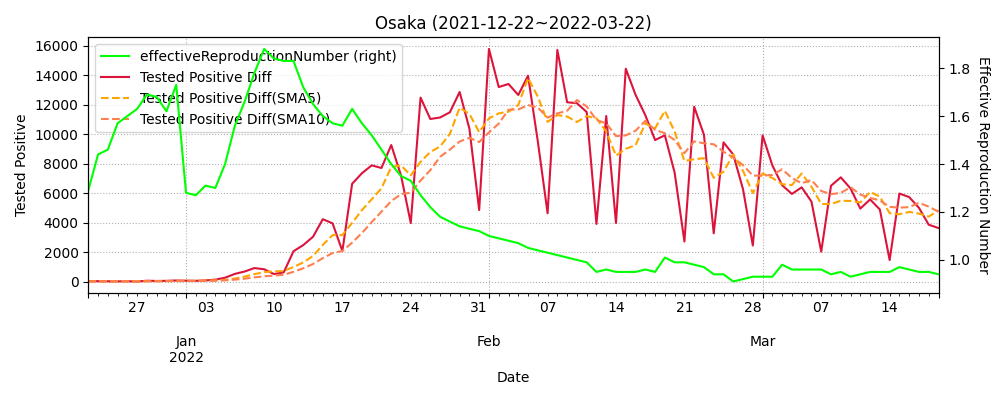 Osaka (2021-12-22~2022-03-22)
effectiveReproductionNumber (right)
Tested Positive Diff
Tested Positive Diff(SMA5)
Tested Positive Diff(SMA10)
Tested Positive
16000
14000
12000
10000
8000
6000
4000
2000
0
1.8
1.6
1.4
1.2
1.0
Effective Reproduction Number
27 03 10 17 24 31 07 14 21 28 07 14
Jan Feb Mar
2022
Date